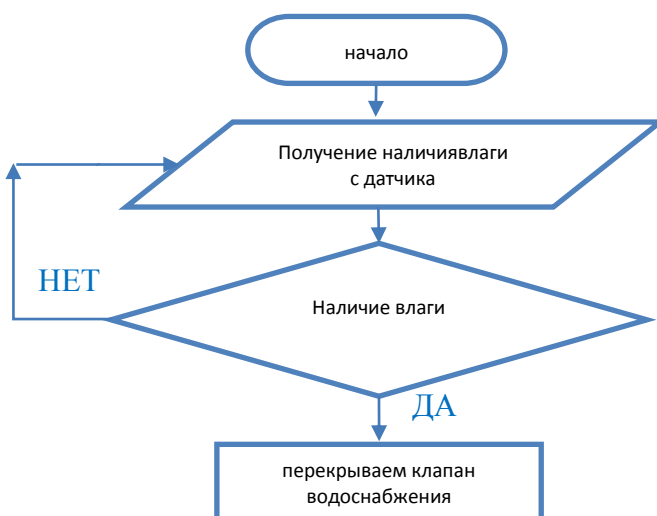 начало
Получение наличиявлаги
с датчика
НЕТ
Наличие влаги
ДА
перекрываем клапан
водоснабжения